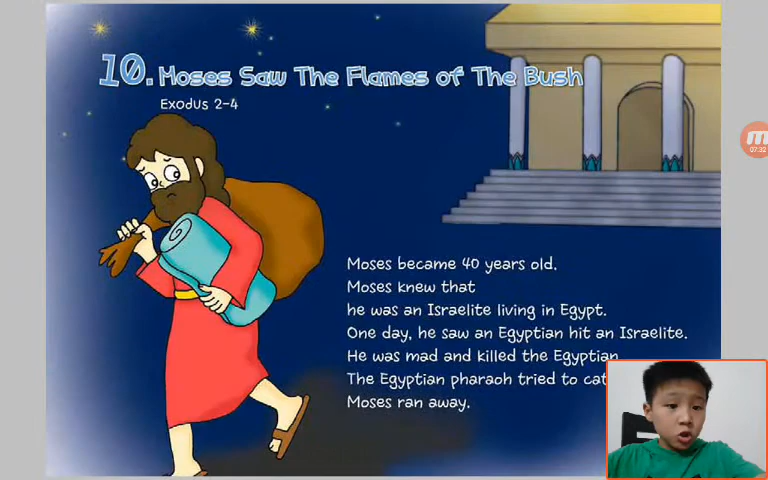 10. Moses Saw The Flames of The Bush
Exodus 2-4
Moses became 40 years old.
Moses knew that
he was an Israelite living in Egypt.
One day, he saw an Egyptian hit an Israelite.
He was mad and killed the Egyptian
The Egyptian pharaoh tried to
Moses ran away.
07:32